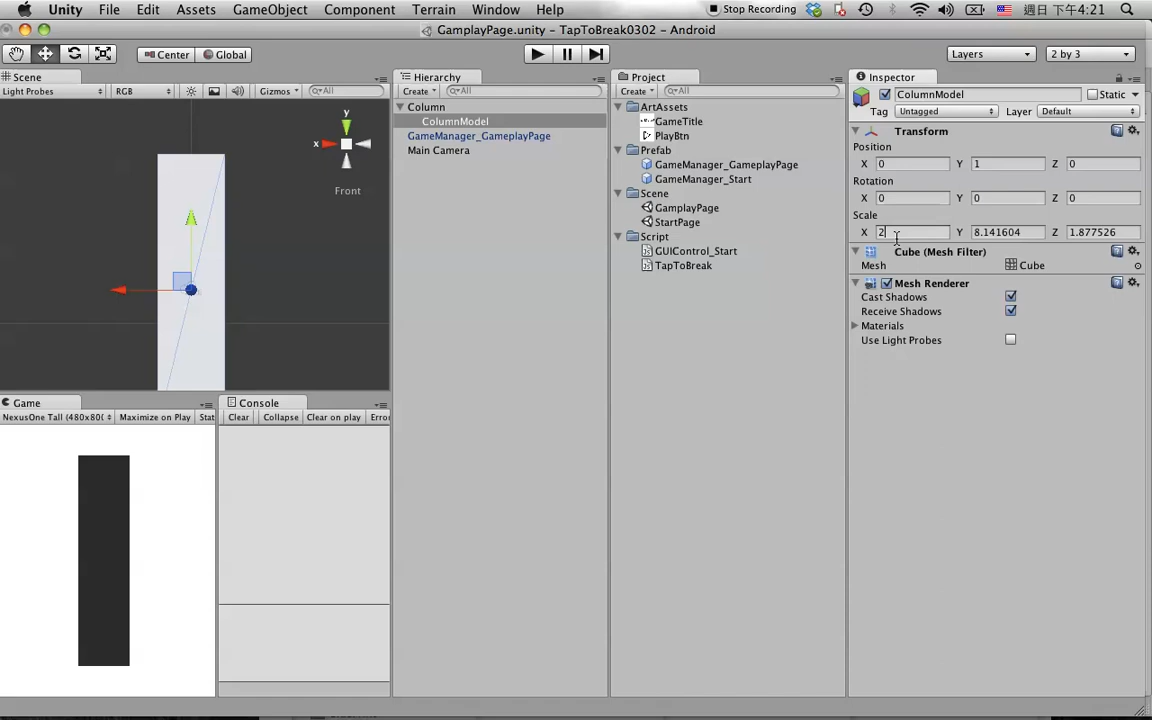 Unity File Edit Assets GameObject Component Terrain Window Help Stop Recording 週日 下午4:21
GamplayPage.unity - TapToBreak0302 - Android
Center Global Layers 2 by 3
Scene
Light Probes RGB Gizmos All
y
x
Front
Game
NexusOne Tall (480x80( Maximize on Play Stat
Console
Clear Collapse Clear on play Erro
Hierarchy
Create All
Column
ColumnModel
GameManager_GameplayPage
Main Camera
Project
Create All
ArtAssets
GameTitle
PlayBtn
Prefab
GameManager_GameplayPage
GameManager_Start
Scene
GamplayPage
StartPage
Script
GUIControl_Start
TapToBreak
Inspector
ColumnModel Static
Tag Untagged Layer Default
Transform
Position
X 0 Y 1 Z 0
Rotation
X 0 Y 0 Z 0
Scale
X 2 Y 8.141604 Z 1.877526
Cube (Mesh Filter)
Mesh Cube
Mesh Renderer
Cast Shadows
Receive Shadows
Materials
Use Light Probes